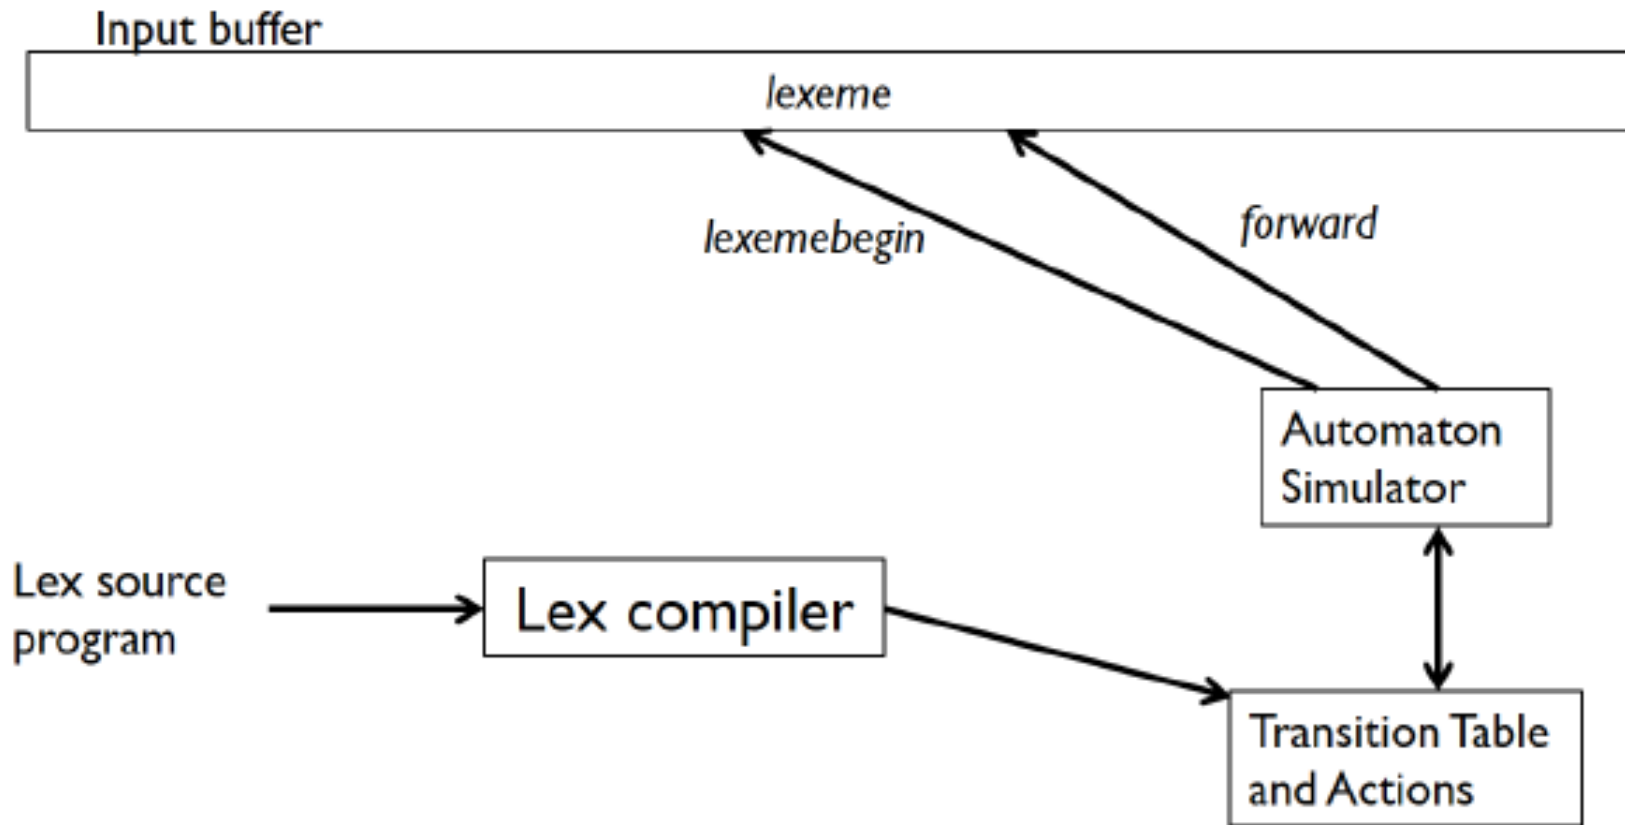 Input buffer
lexeme
lexemebegin
forward
Automaton
Simulator
Lex source
program
Lex compiler
Transition Table
and Actions